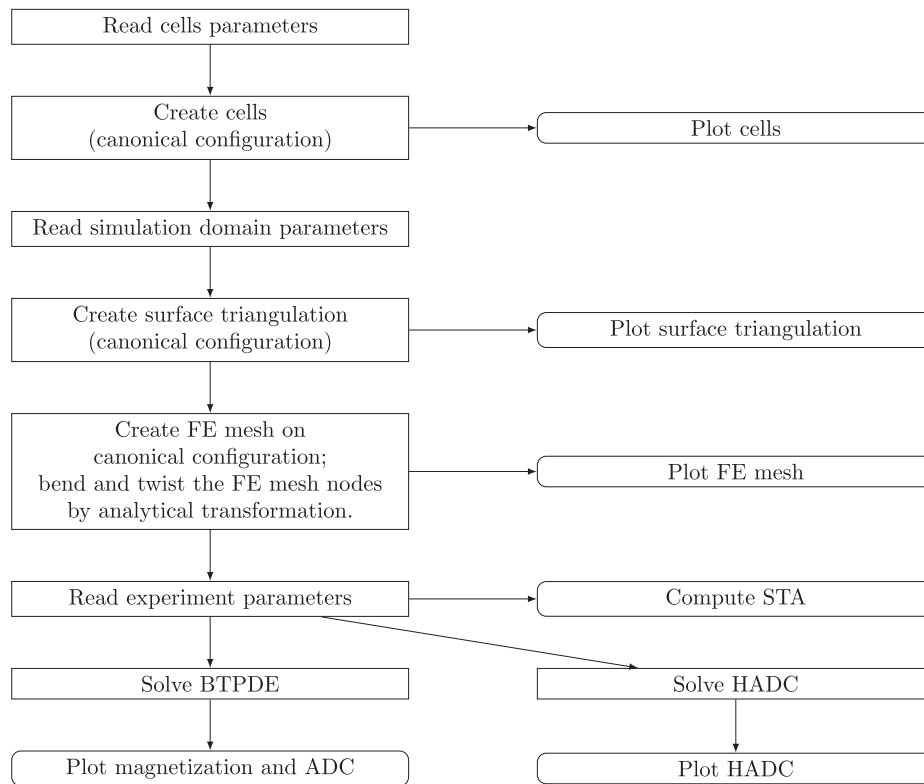 Read cells parameters
Create cells
(canonical configuration)
Plot cells
Read simulation domain parameters
Create surface triangulation
(canonical configuration)
Plot surface triangulation
Create FE mesh on
canonical configuration;
bend and twist the FE mesh nodes
by analytical transformation.
Plot FE mesh
Read experiment parameters
Compute STA
Solve BTPDE
Solve HADC
Plot magnetization and ADC
Plot HADC